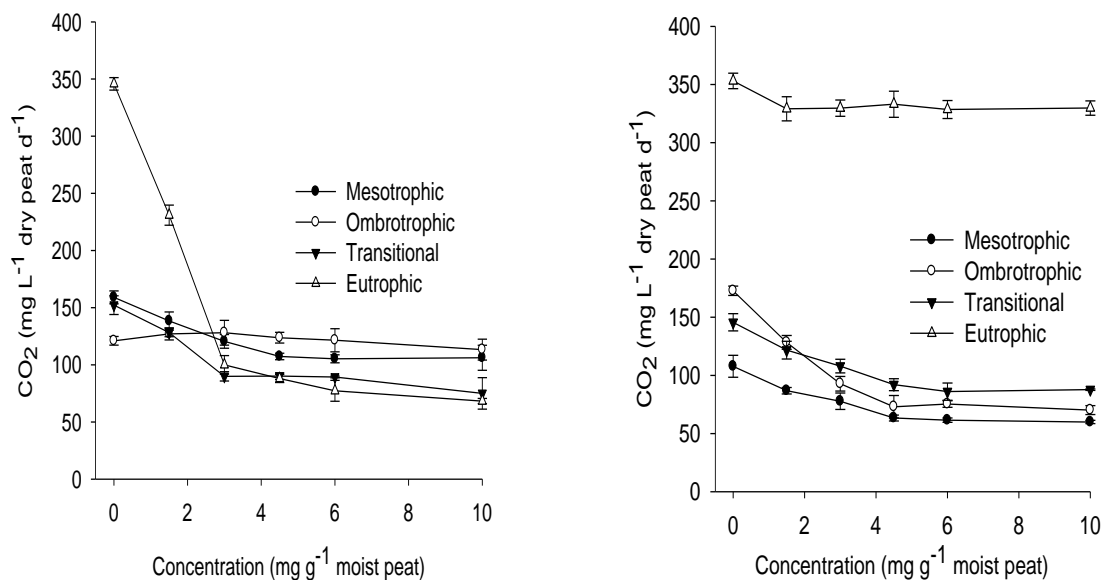 400
350
300
250
200
150
100
50
0
CO2 (mg L-1 dry peat d-1)
Mesotrophic
Ombrotrophic
Transitional
Eutrophic
0 2 4 6 8 10
Concentration (mg g-1 moist peat)
400
350
300
250
200
150
100
50
0
CO2 (mg L-1 dry peat d-1)
Mesotrophic
Ombrotrophic
Transitional
Eutrophic
0 2 4 6 8 10
Concentration (mg g-1 moist peat)